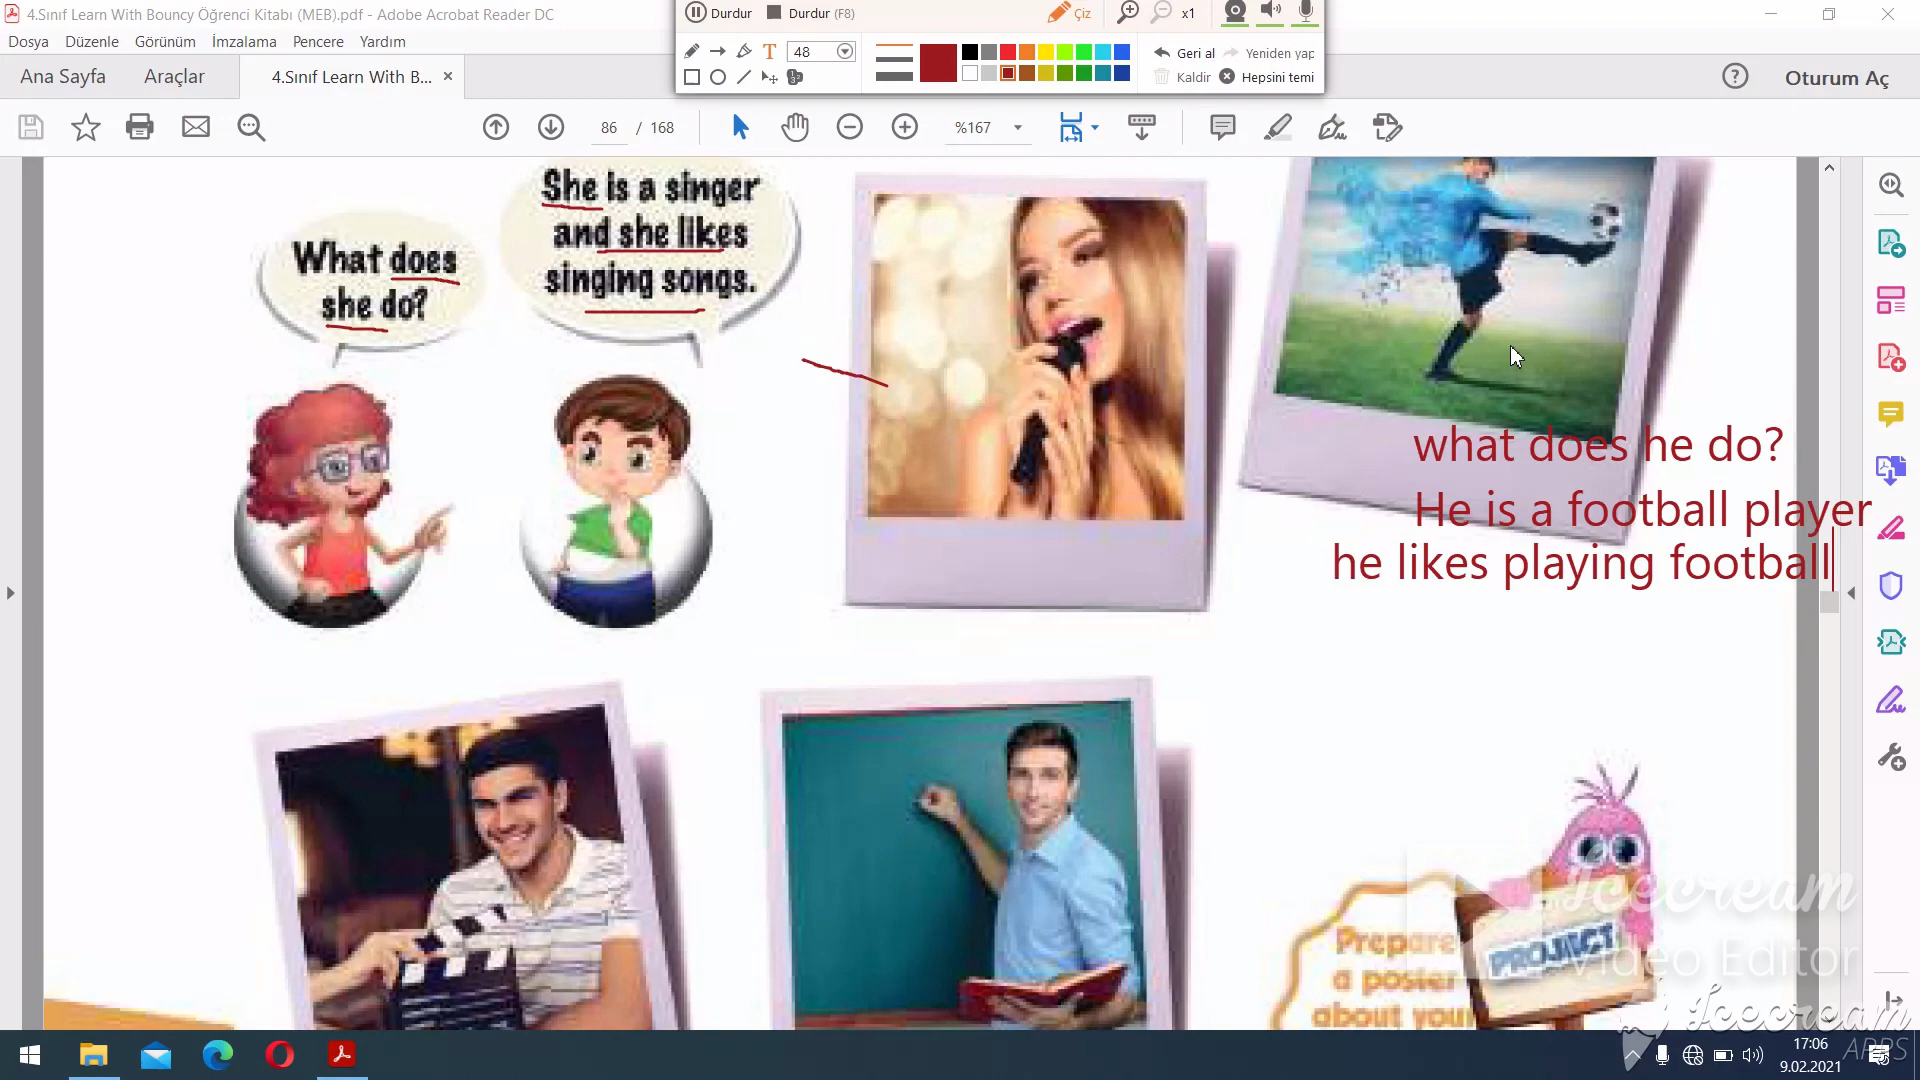 4.Sınıf Learn With Bouncy Öğrenci Kitabı (MEB).pdf - Adobe Acrobat Reader DC
Durdur
Durdur (F8)
Çiz
x1
Dosya Düzenle Görünüm İmzalama Pencere Yardım
48
Geri al
Yeniden yap
Kaldır
Hepsini temi
Ana Sayfa
Araçlar
4.Sınıf Learn With B...
Oturum Aç
86 / 168
%167
She is a singer
and she likes
singing songs.
What does
she do?
what does he do?
He is a football player
he likes playing football
Prepare
a poster
about your
PROJECT
Icecream
Video Editor
Icecream
APPS
17:06
9.02.2021